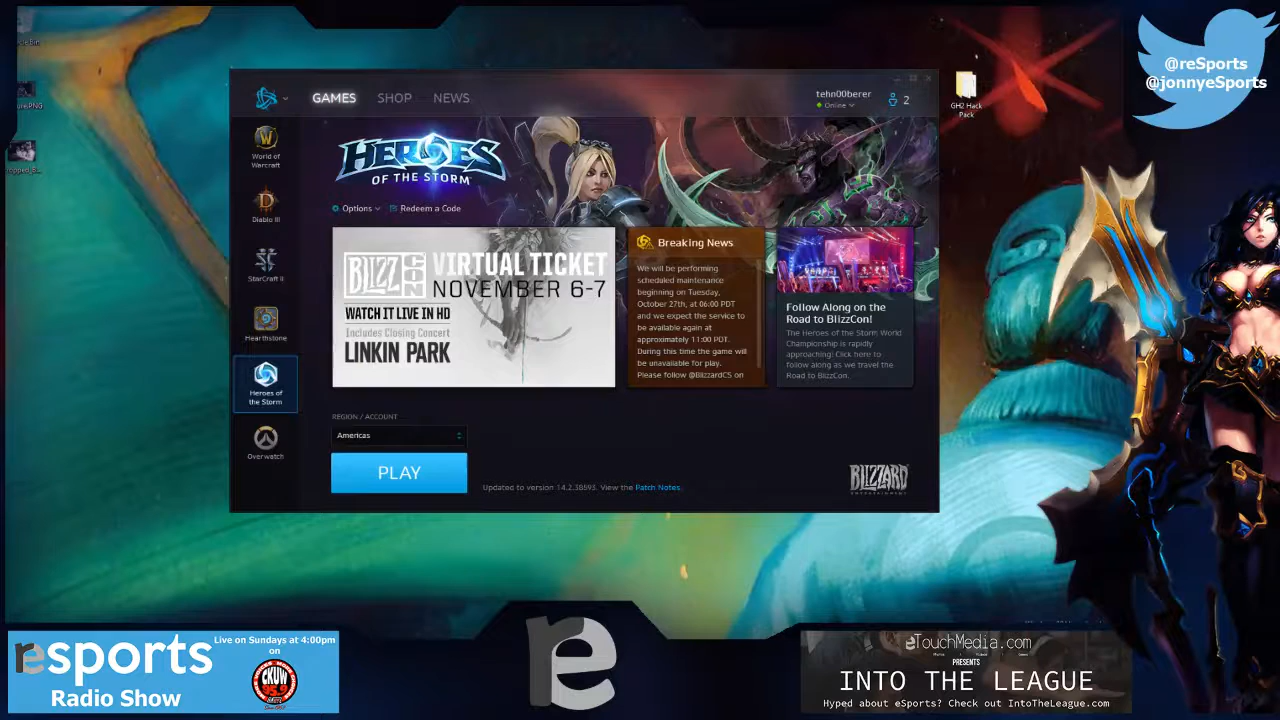 @reSports
@jonnyeSports
GH2 Hack
Pack
GAMES
SHOP
NEWS
tehn00berer
Online
2
World of
Warcraft
Diablo III
StarCraft II
Hearthstone
Heroes of
the Storm
Overwatch
HEROES
OF THE STORM
Options
Redeem a Code
BLIZZCON
VIRTUAL TICKET
NOVEMBER 6-7
WATCH IT LIVE IN HD
Includes Closing Concert
LINKIN PARK
Breaking News
We will be performing
scheduled maintenance
beginning on Tuesday,
October 27th, at 06:00 PDT
and we expect the service to
be available again at
approximately 11:00 PDT.
During this time the game will
be unavailable for play.
Please follow @BlizzardCS on
Follow Along on the
Road to BlizzCon!
The Heroes of the Storm World
Championship is rapidly
approaching! Click here to
follow along as we travel the
Road to BlizzCon.
REGION / ACCOUNT
Americas
PLAY
Updated to version 14.2.38593. View the Patch Notes.
BLIZZARD
ENTERTAINMENT
resports
Radio Show
Live on Sundays at 4:00pm
on
CKUW
95.9
re
eTouchMedia.com
PRESENTS
INTO THE LEAGUE
Hyped about eSports? Check out IntoTheLeague.com